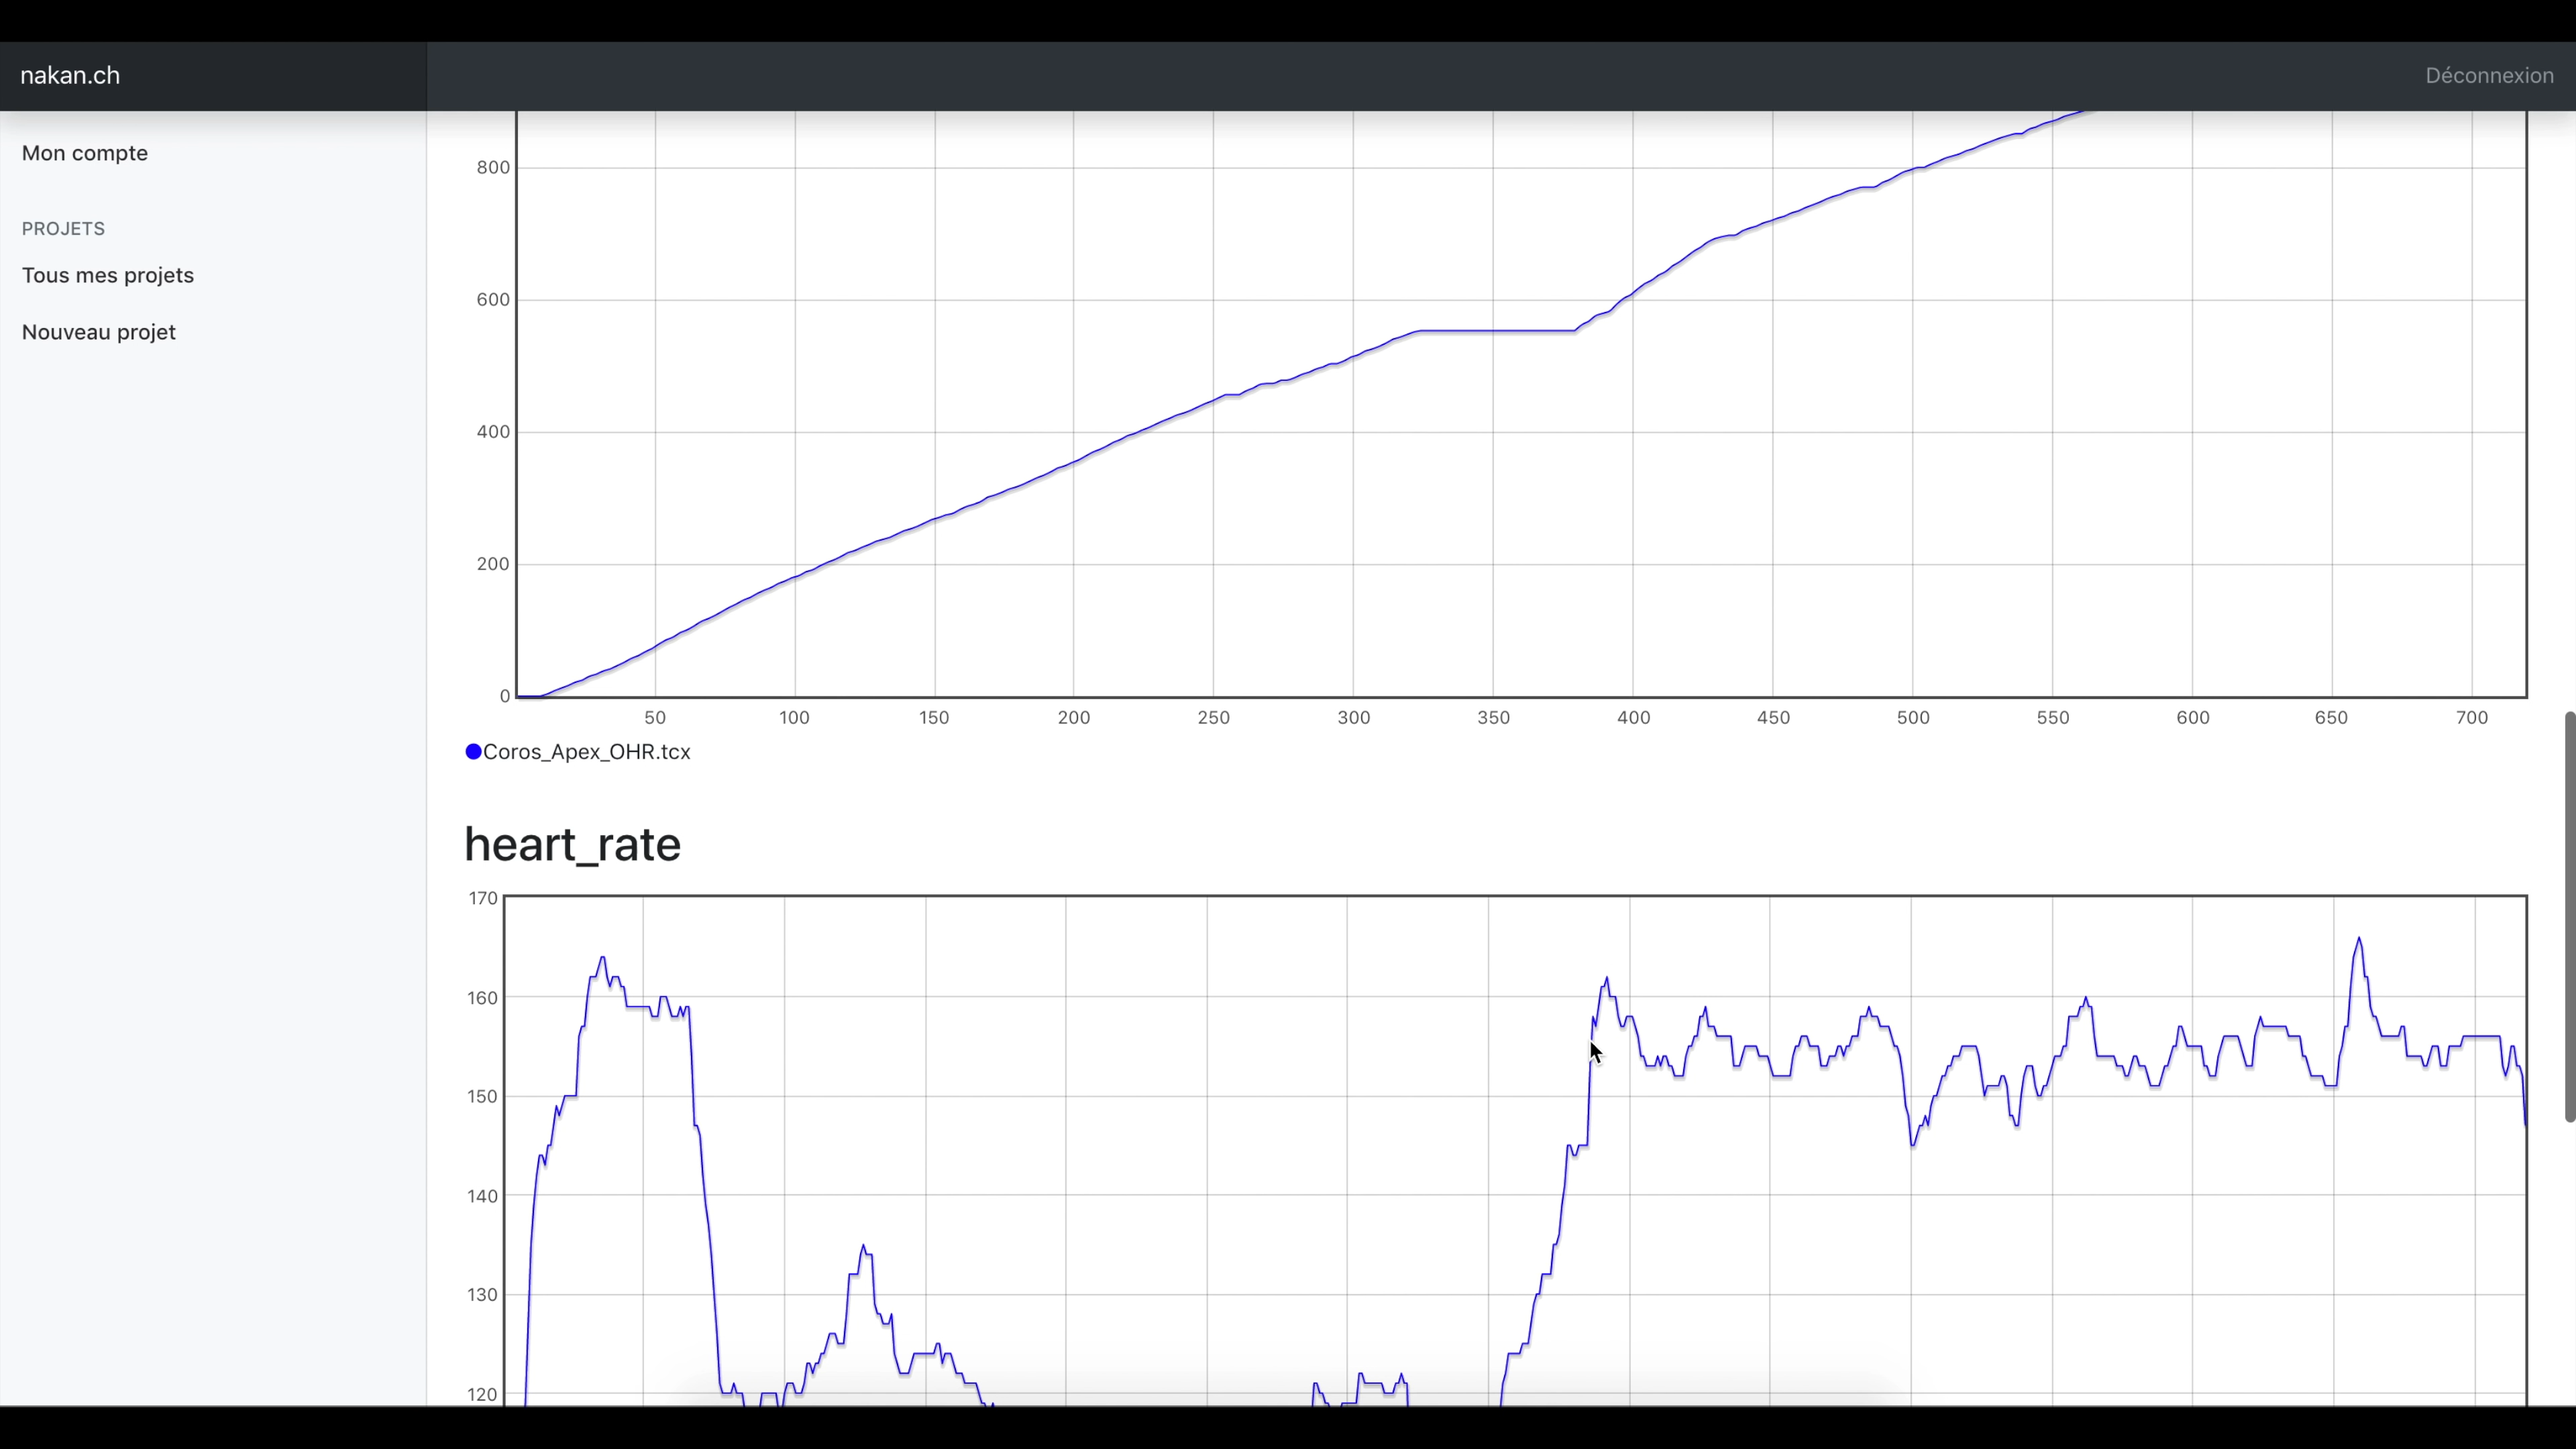 nakan.ch
Déconnexion
Mon compte
PROJETS
Tous mes projets
Nouveau projet
800
600
400
200
0
50 100 150 200 250 300 350 400 450 500 550 600 650 700
Coros_Apex_OHR.tcx
heart_rate
170
160
150
140
130
120